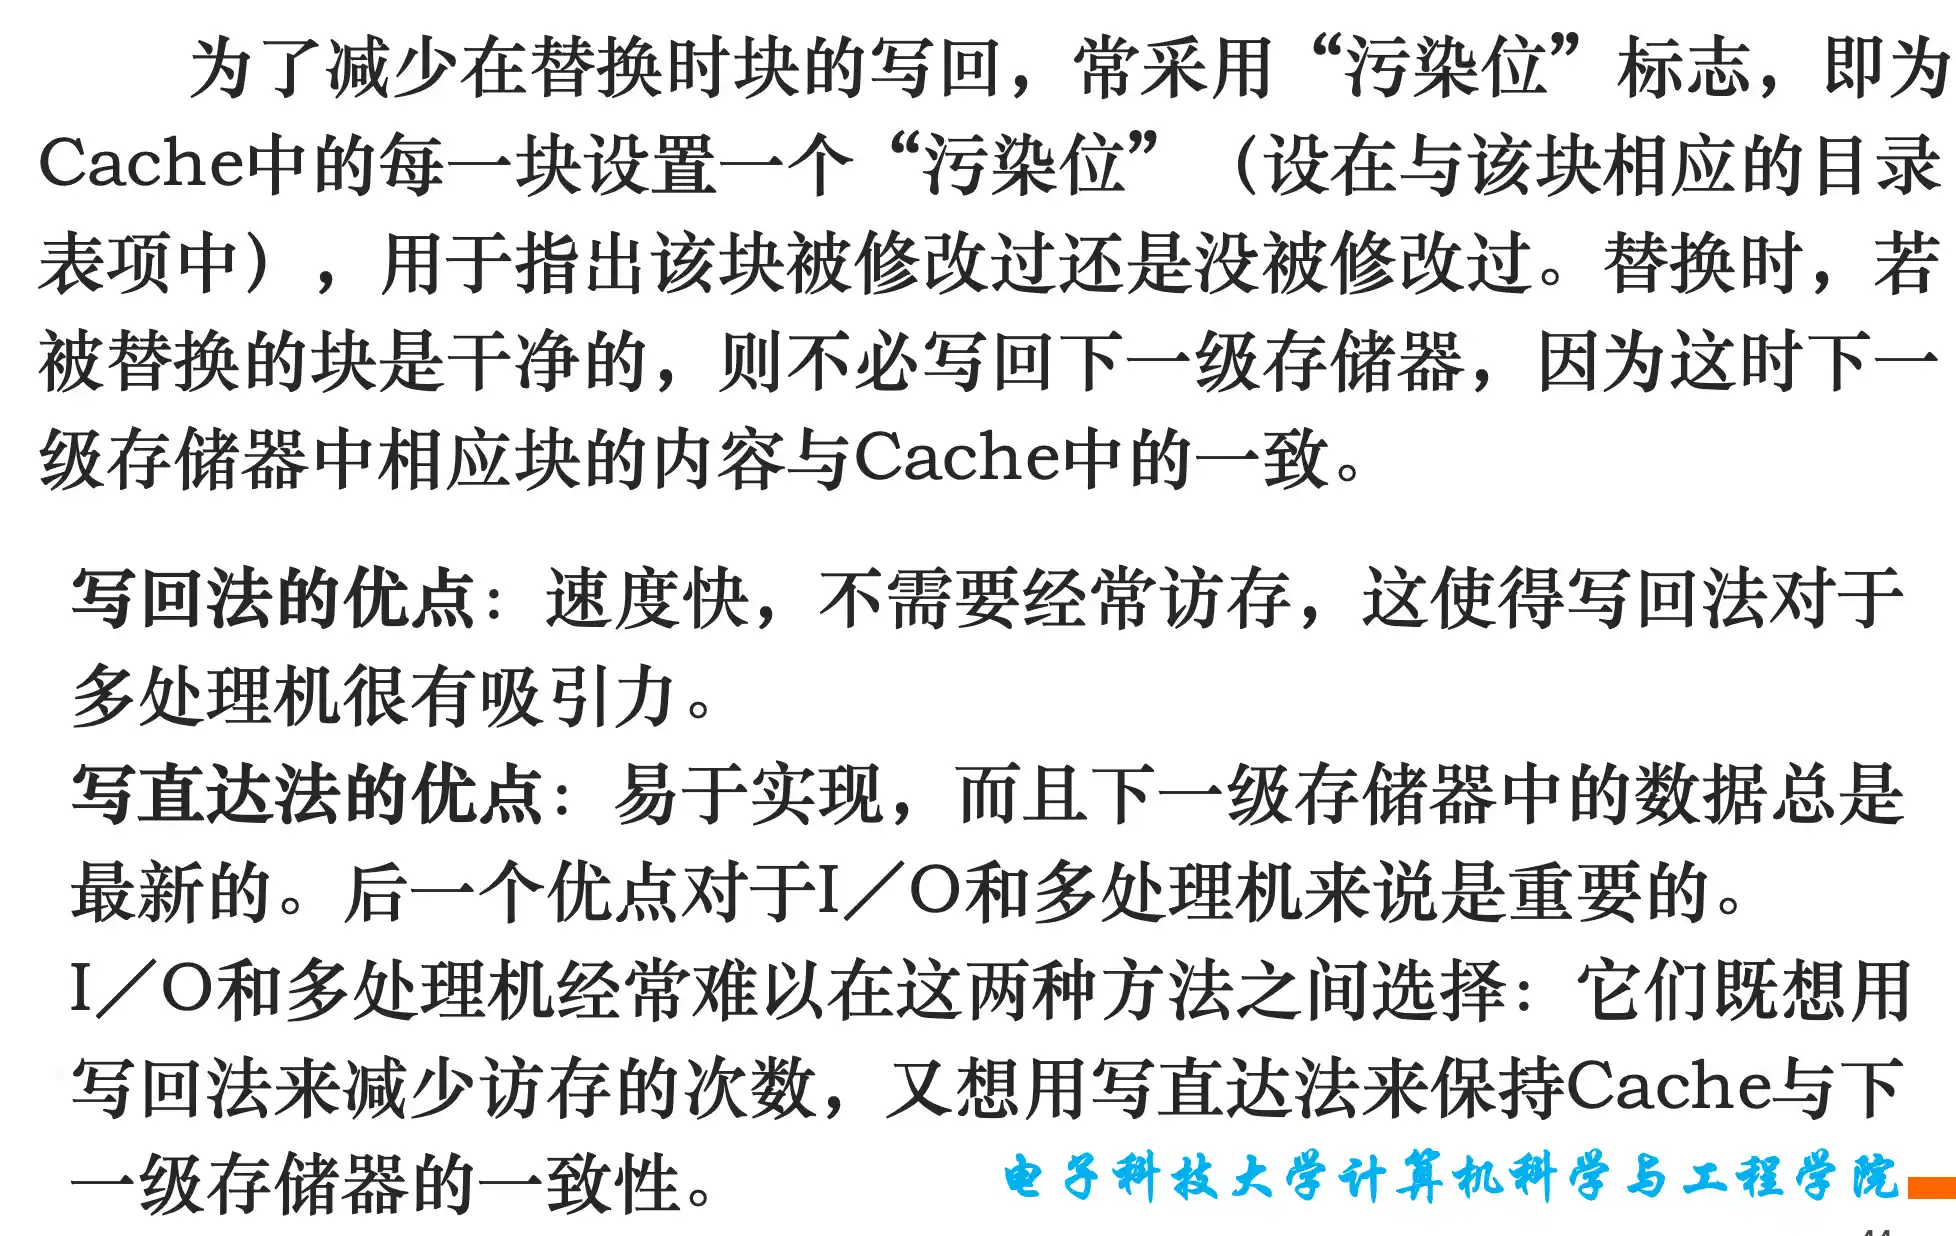 为了减少在替换时块的写回，常采用“污染位”标志，即为
Cache中的每一块设置一个“污染位”（设在与该块相应的目录
表项中），用于指出该块被修改过还是没被修改过。替换时，若
被替换的块是干净的，则不必写回下一级存储器，因为这时下一
级存储器中相应块的内容与Cache中的一致。
写回法的优点：速度快，不需要经常访存，这使得写回法对于
多处理机很有吸引力。
写直达法的优点：易于实现，而且下一级存储器中的数据总是
最新的。后一个优点对于I／O和多处理机来说是重要的。
I／O和多处理机经常难以在这两种方法之间选择：它们既想用
写回法来减少访存的次数，又想用写直达法来保持Cache与下
一级存储器的一致性。
电子科技大学计算机科学与工程学院